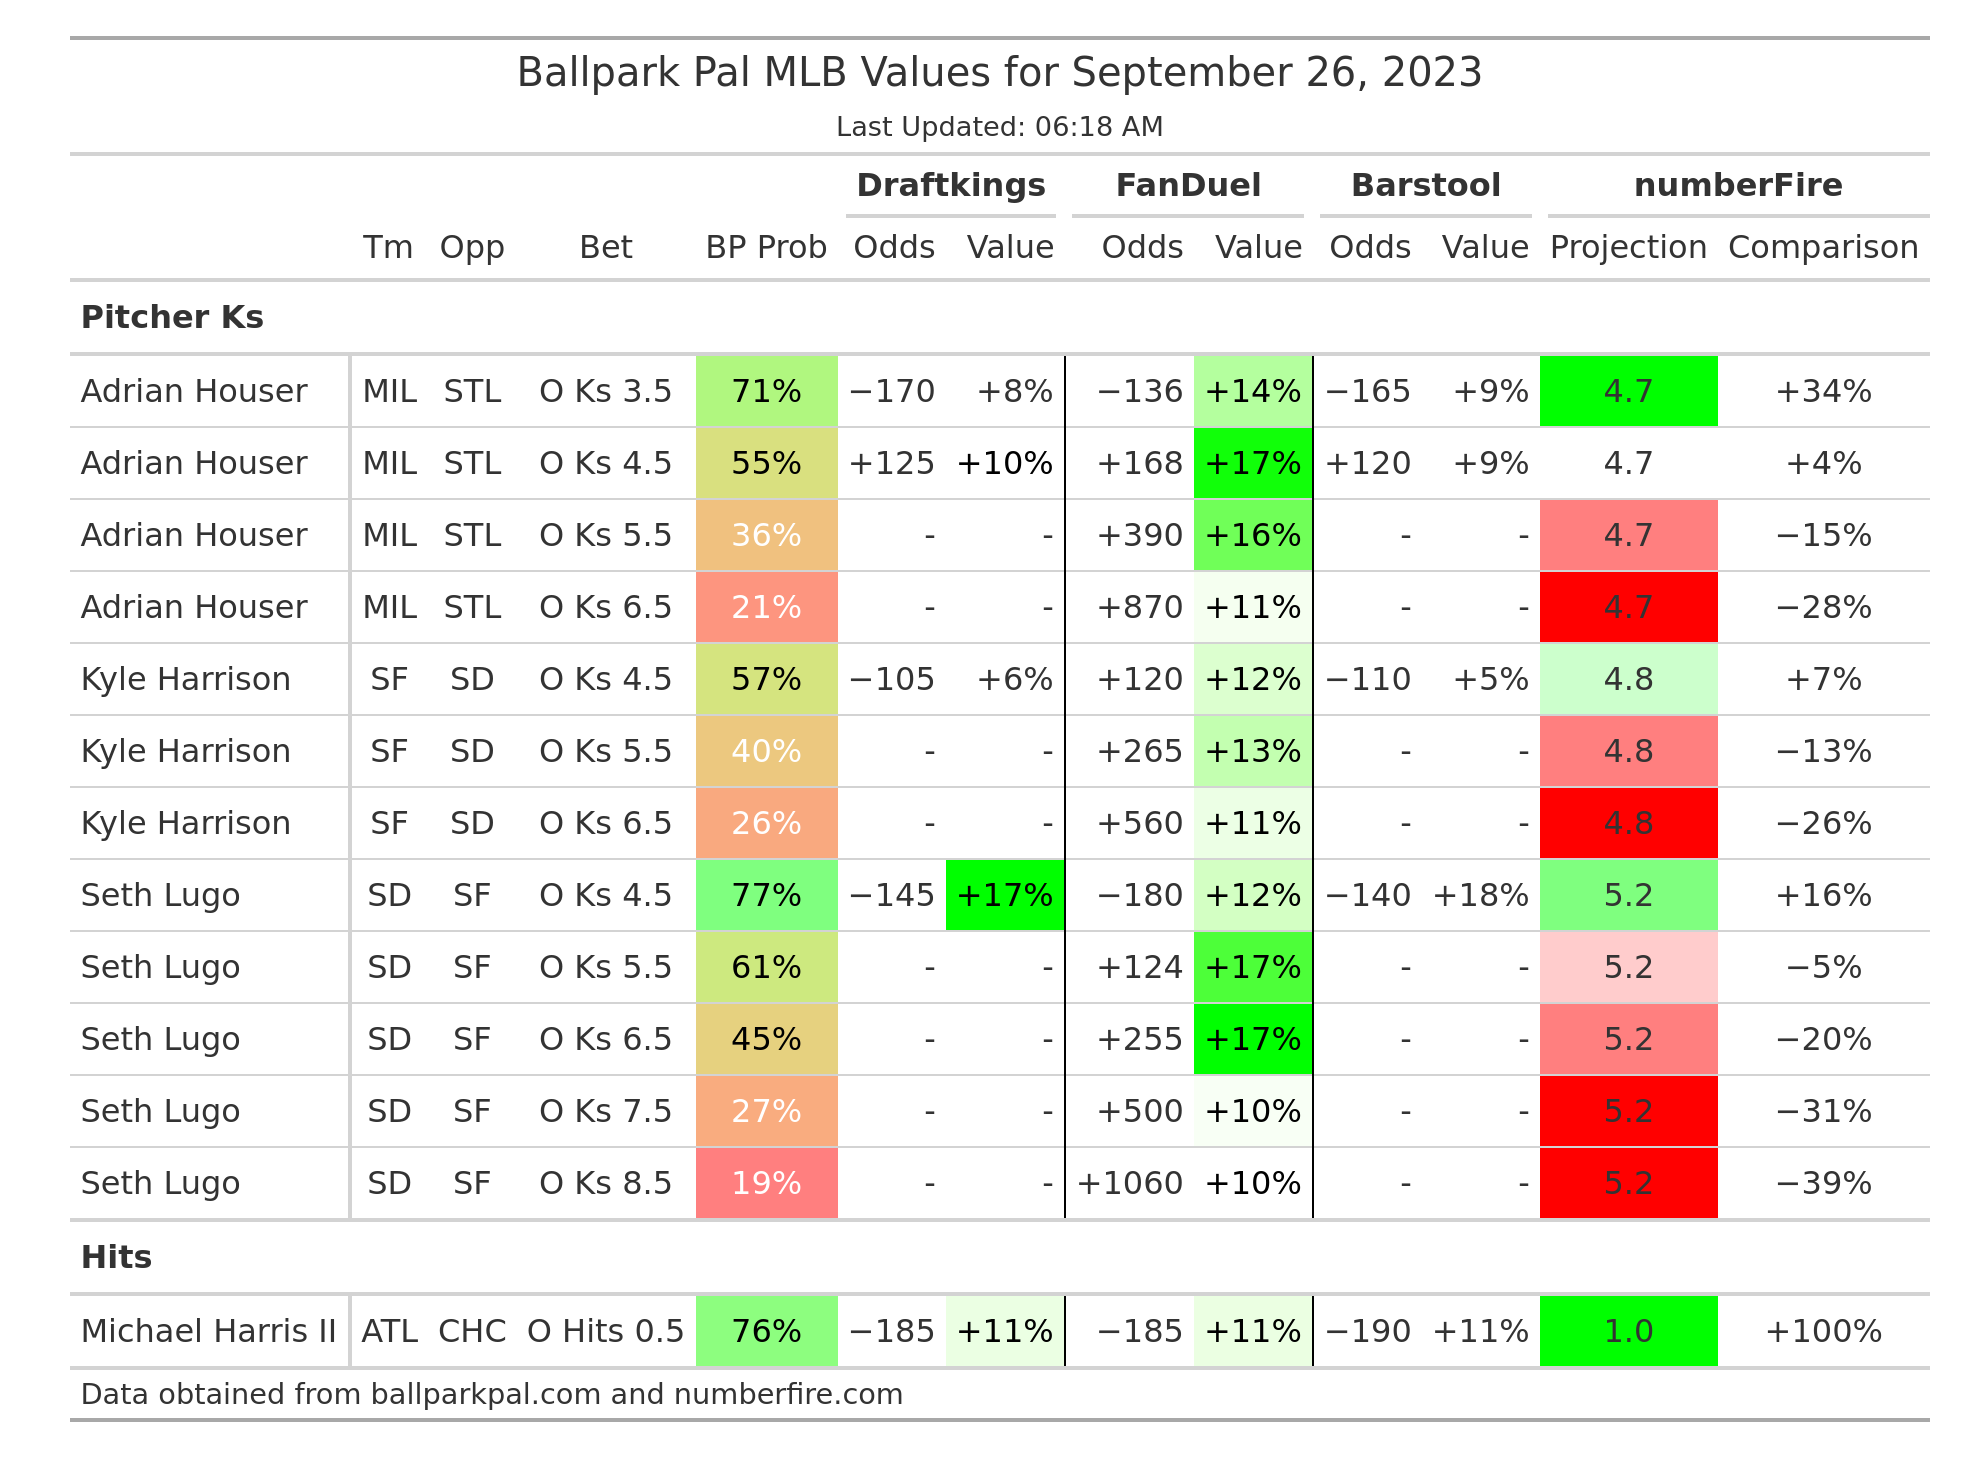 Ballpark Pal MLB Values for September 26, 2023
Last Updated: 06:18 AM
Draftkings FanDuel Barstool numberFire
Tm Opp Bet BP Prob Odds Value Odds Value Odds Value Projection Comparison
Pitcher Ks
Adrian Houser MIL STL O Ks 3.5 71% −170 +8% −136 +14% −165 +9% 4.7 +34%
Adrian Houser MIL STL O Ks 4.5 55% +125 +10% +168 +17% +120 +9% 4.7 +4%
Adrian Houser MIL STL O Ks 5.5 36% - - +390 +16% - - 4.7 −15%
Adrian Houser MIL STL O Ks 6.5 21% - - +870 +11% - - 4.7 −28%
Kyle Harrison SF SD O Ks 4.5 57% −105 +6% +120 +12% −110 +5% 4.8 +7%
Kyle Harrison SF SD O Ks 5.5 40% - - +265 +13% - - 4.8 −13%
Kyle Harrison SF SD O Ks 6.5 26% - - +560 +11% - - 4.8 −26%
Seth Lugo SD SF O Ks 4.5 77% −145 +17% −180 +12% −140 +18% 5.2 +16%
Seth Lugo SD SF O Ks 5.5 61% - - +124 +17% - - 5.2 −5%
Seth Lugo SD SF O Ks 6.5 45% - - +255 +17% - - 5.2 −20%
Seth Lugo SD SF O Ks 7.5 27% - - +500 +10% - - 5.2 −31%
Seth Lugo SD SF O Ks 8.5 19% - - +1060 +10% - - 5.2 −39%
Hits
Michael Harris II ATL CHC O Hits 0.5 76% −185 +11% −185 +11% −190 +11% 1.0 +100%
Data obtained from ballparkpal.com and numberfire.com